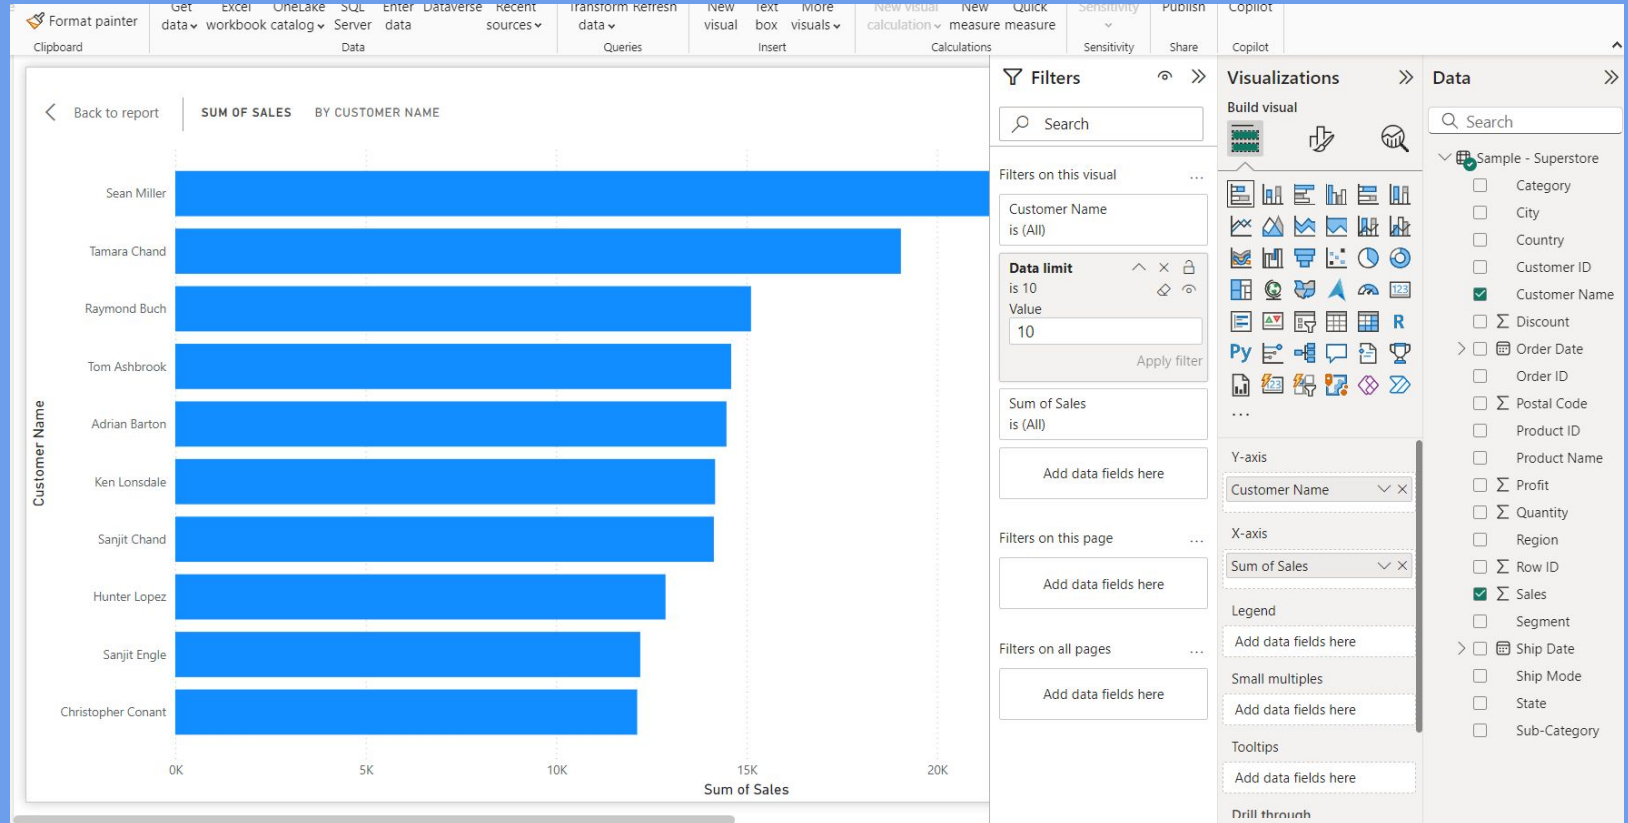 Format painter
Clipboard
Get
data
Excel
workbook
OneLake
catalog
SQL
Server
Enter
data
Dataverse
Recent
sources
Data
Transform
data
Refresh
Queries
New
visual
Text
box
More
visuals
Insert
New visual
calculation
New
measure
Quick
measure
Calculations
Sensitivity
Sensitivity
Publish
Share
Copilot
Copilot
Back to report
SUM OF SALES
BY CUSTOMER NAME
Customer Name
Sean Miller
Tamara Chand
Raymond Buch
Tom Ashbrook
Adrian Barton
Ken Lonsdale
Sanjit Chand
Hunter Lopez
Sanjit Engle
Christopher Conant
0K
5K
10K
15K
20K
Sum of Sales
Filters
Search
Filters on this visual
...
Customer Name
is (All)
Data limit
is 10
Value
10
Apply filter
Sum of Sales
is (All)
Add data fields here
Filters on this page
...
Add data fields here
Filters on all pages
...
Add data fields here
Visualizations
Build visual
123
R
Py
123
...
Y-axis
Customer Name
X-axis
Sum of Sales
Legend
Add data fields here
Small multiples
Add data fields here
Tooltips
Add data fields here
Drill through
Data
Search
Sample - Superstore
Category
City
Country
Customer ID
Customer Name
∑ Discount
Order Date
Order ID
∑ Postal Code
Product ID
Product Name
∑ Profit
∑ Quantity
Region
∑ Row ID
∑ Sales
Segment
Ship Date
Ship Mode
State
Sub-Category